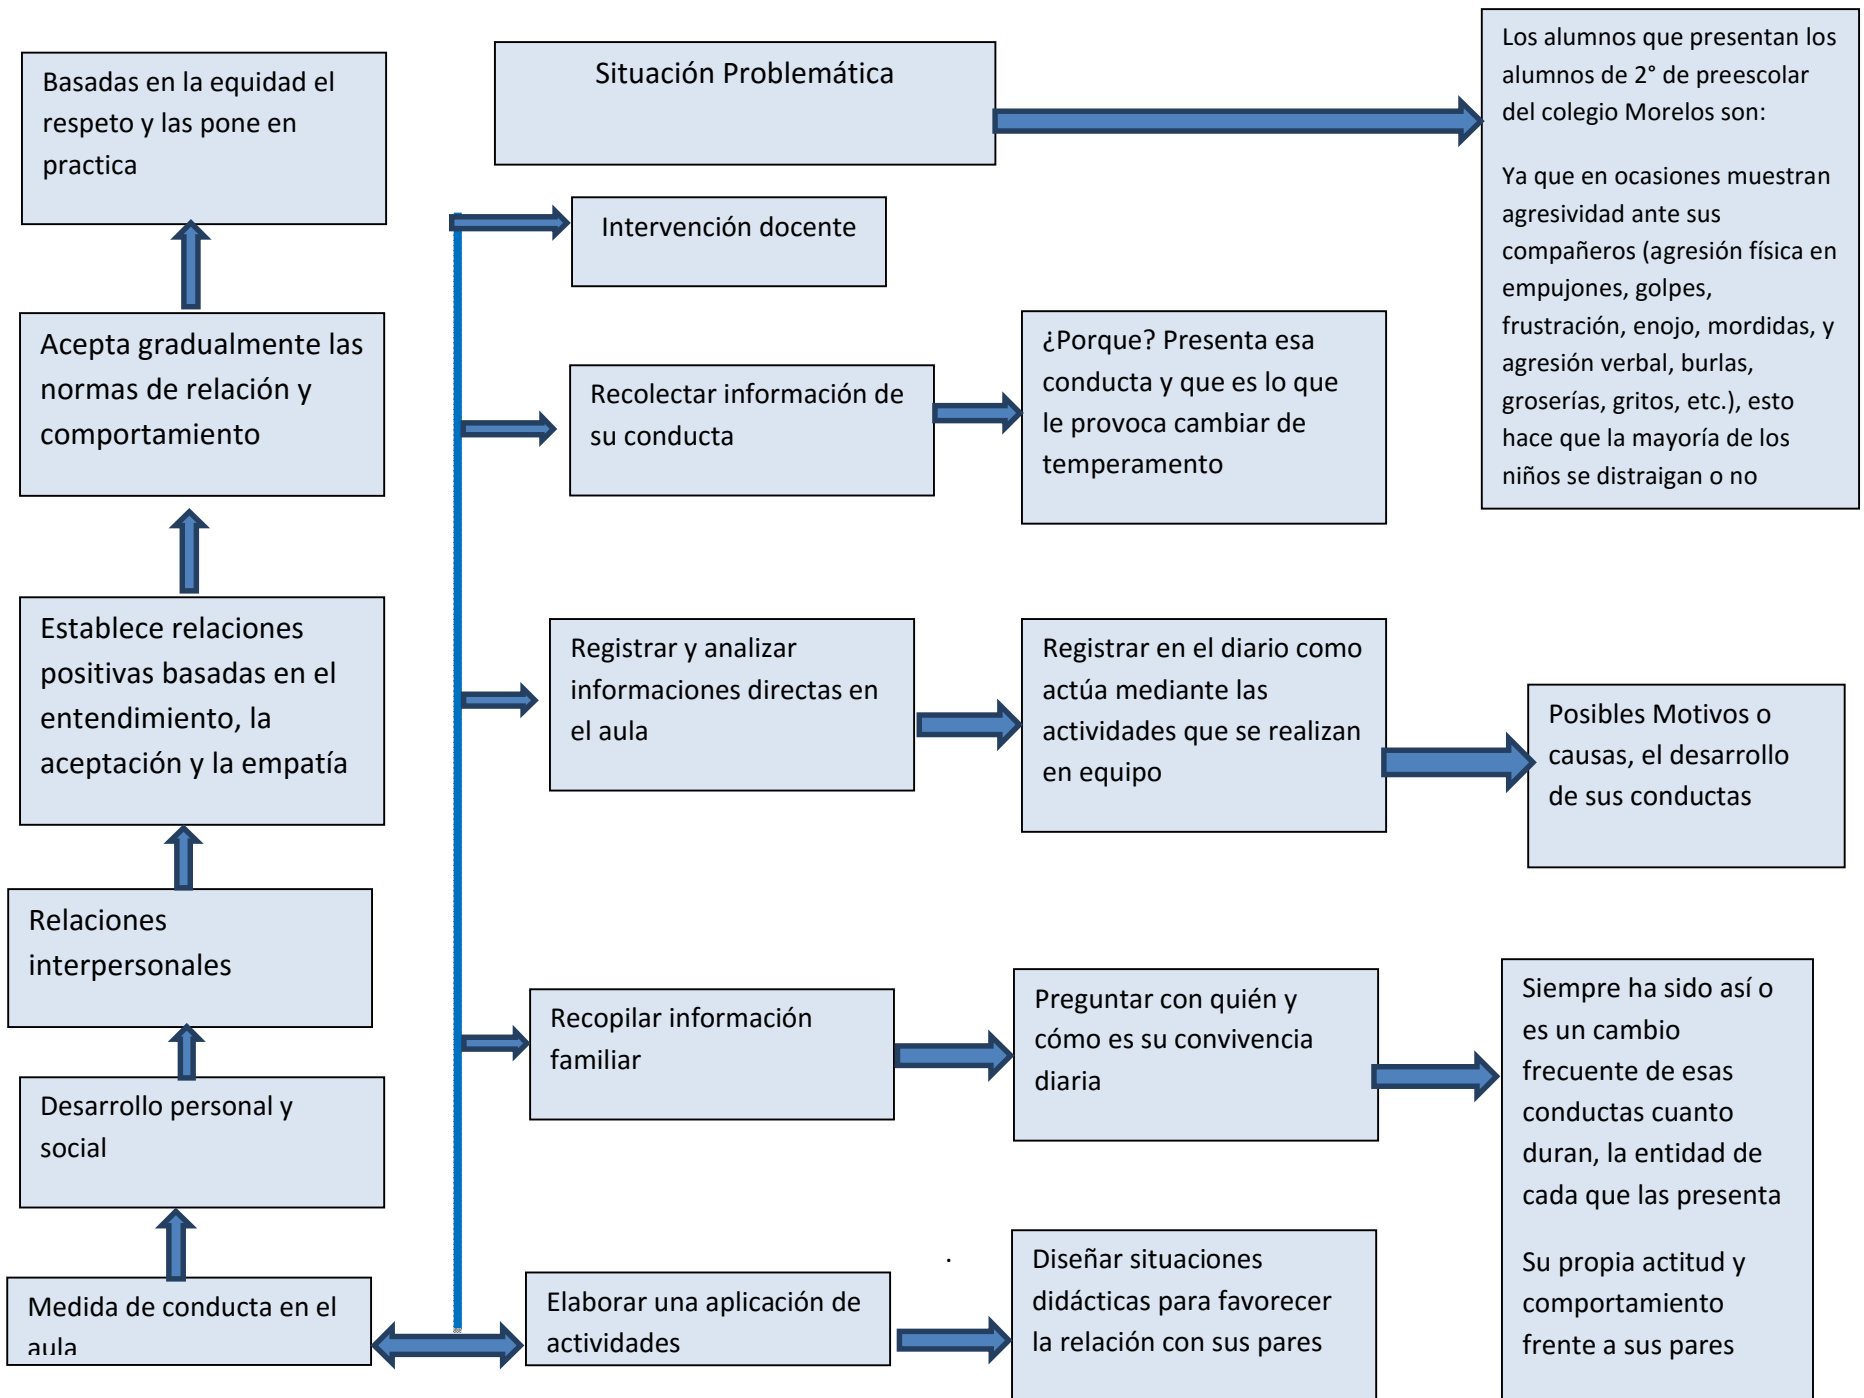 Basadas en la equidad el
respeto y las pone en
practica
Situación Problemática
Los alumnos que presentan los
alumnos de 2° de preescolar
del colegio Morelos son:
Ya que en ocasiones muestran
agresividad ante sus
compañeros (agresión física en
empujones, golpes,
frustración, enojo, mordidas, y
agresión verbal, burlas,
groserías, gritos, etc.), esto
hace que la mayoría de los
niños se distraigan o no
Intervención docente
Acepta gradualmente las
normas de relación y
comportamiento
Recolectar información de
su conducta
¿Porque? Presenta esa
conducta y que es lo que
le provoca cambiar de
temperamento
Establece relaciones
positivas basadas en el
entendimiento, la
aceptación y la empatía
Registrar y analizar
informaciones directas en
el aula
Registrar en el diario como
actúa mediante las
actividades que se realizan
en equipo
Posibles Motivos o
causas, el desarrollo
de sus conductas
Relaciones
interpersonales
Recopilar información
familiar
Preguntar con quién y
cómo es su convivencia
diaria
Siempre ha sido así o
es un cambio
frecuente de esas
conductas cuanto
duran, la entidad de
cada que las presenta
Su propia actitud y
comportamiento
frente a sus pares
Desarrollo personal y
social
Medida de conducta en el
aula
Elaborar una aplicación de
actividades
.
Diseñar situaciones
didácticas para favorecer
la relación con sus pares